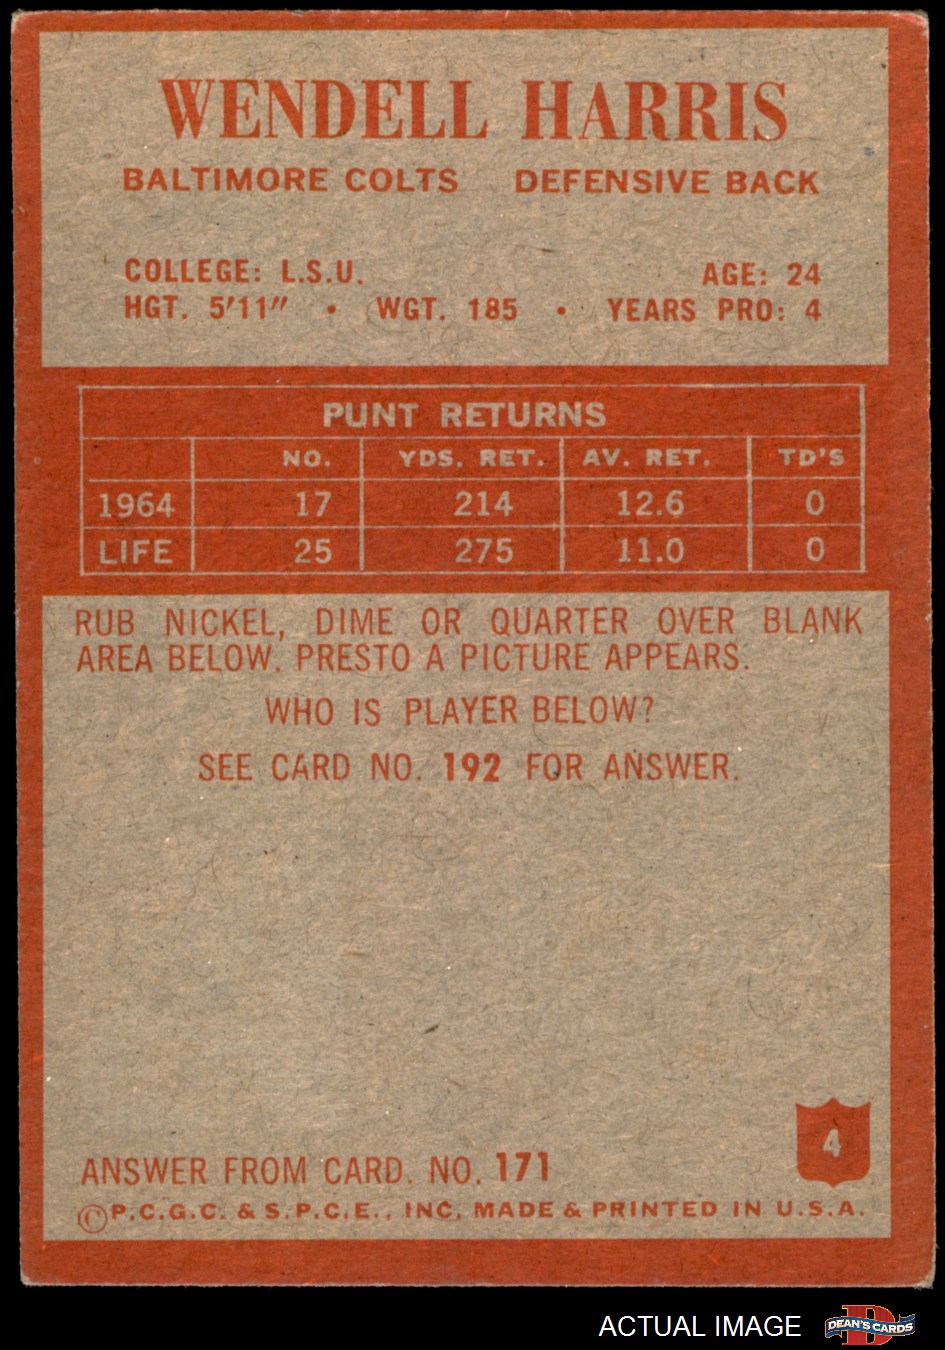 WENDELL HARRIS
BALTIMORE COLTS DEFENSIVE BACK
COLLEGE: L.S.U. AGE: 24
HGT. 5'11" • WGT. 185 • YEARS PRO: 4
PUNT RETURNS
NO. YDS. RET. AV. RET. TD'S
1964 17 214 12.6 0
LIFE 25 275 11.0 0
RUB NICKEL, DIME OR QUARTER OVER BLANK
AREA BELOW. PRESTO A PICTURE APPEARS.
WHO IS PLAYER BELOW?
SEE CARD NO. 192 FOR ANSWER.
4
ANSWER FROM CARD. NO. 171
©P.C.G.C. & S.P.C.E., INC. MADE & PRINTED IN U.S.A.
ACTUAL IMAGE
D
DEAN'S CARDS